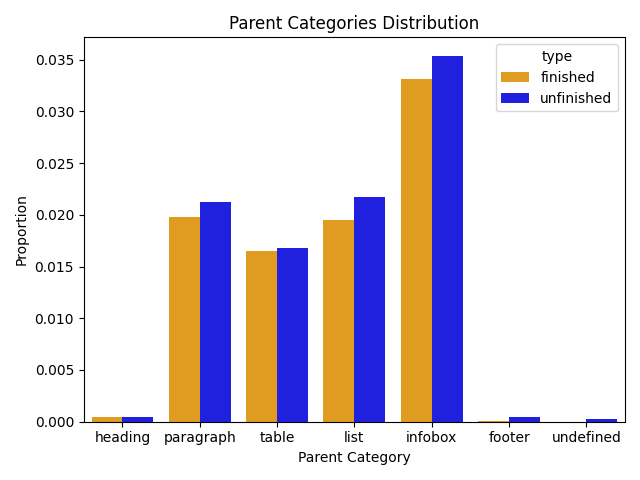 Parent Categories Distribution
type
finished
unfinished
Proportion
0.035
0.030
0.025
0.020
0.015
0.010
0.005
0.000
heading paragraph table list infobox footer undefined
Parent Category